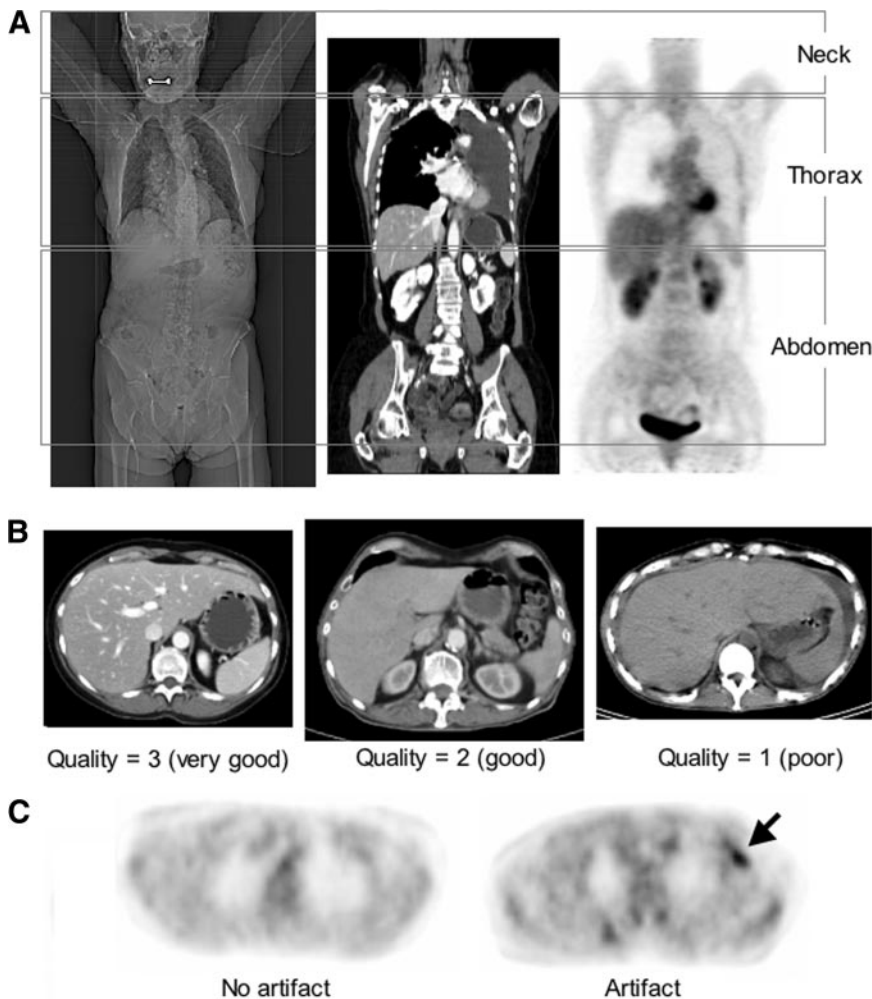 A
Neck
Thorax
Abdomen
B
Quality = 3 (very good)
Quality = 2 (good)
Quality = 1 (poor)
C
No artifact
Artifact